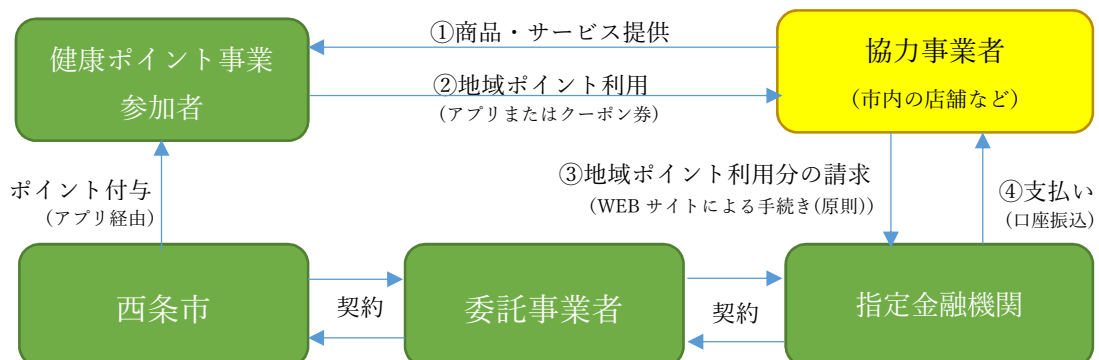 ①商品・サービス提供
健康ポイント事業
参加者
②地域ポイント利用
(アプリまたはクーポン券)
協力事業者
(市内の店舗など)
ポイント付与
(アプリ経由)
③地域ポイント利用分の請求
(WEB サイトによる手続き(原則))
④支払い
(口座振込)
西条市
契約
委託事業者
契約
指定金融機関